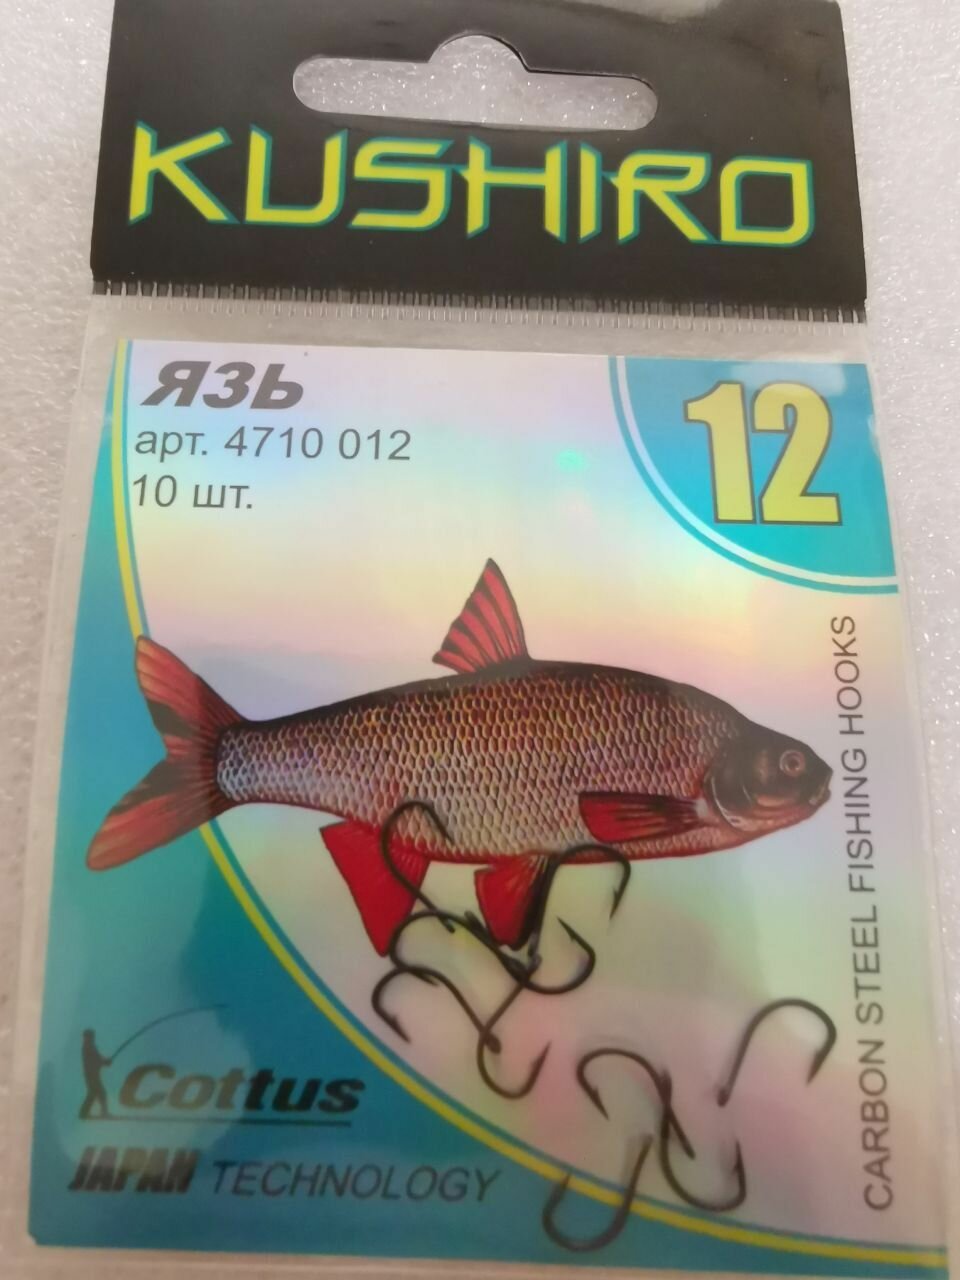 KUSHIRO
ЯЗЬ
арт. 4710 012
10 шт.
12
CARBON STEEL FISHING HOOKS
Cottus
JAPAN TECHNOLOGY